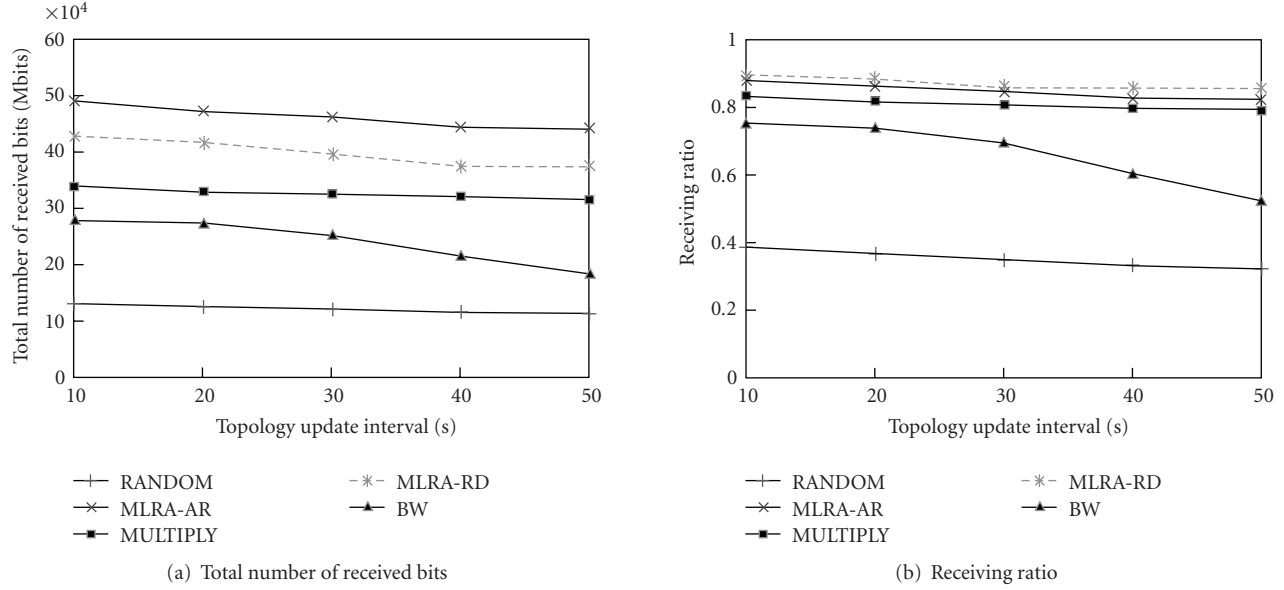 ×10⁴
60
50
40
30
20
10
0
Total number of received bits (Mbits)
10 20 30 40 50
Topology update interval (s)
RANDOM
MLRA-AR
MULTIPLY
MLRA-RD
BW
(a) Total number of received bits
1
0.8
0.6
0.4
0.2
0
Receiving ratio
10 20 30 40 50
Topology update interval (s)
RANDOM
MLRA-AR
MULTIPLY
MLRA-RD
BW
(b) Receiving ratio